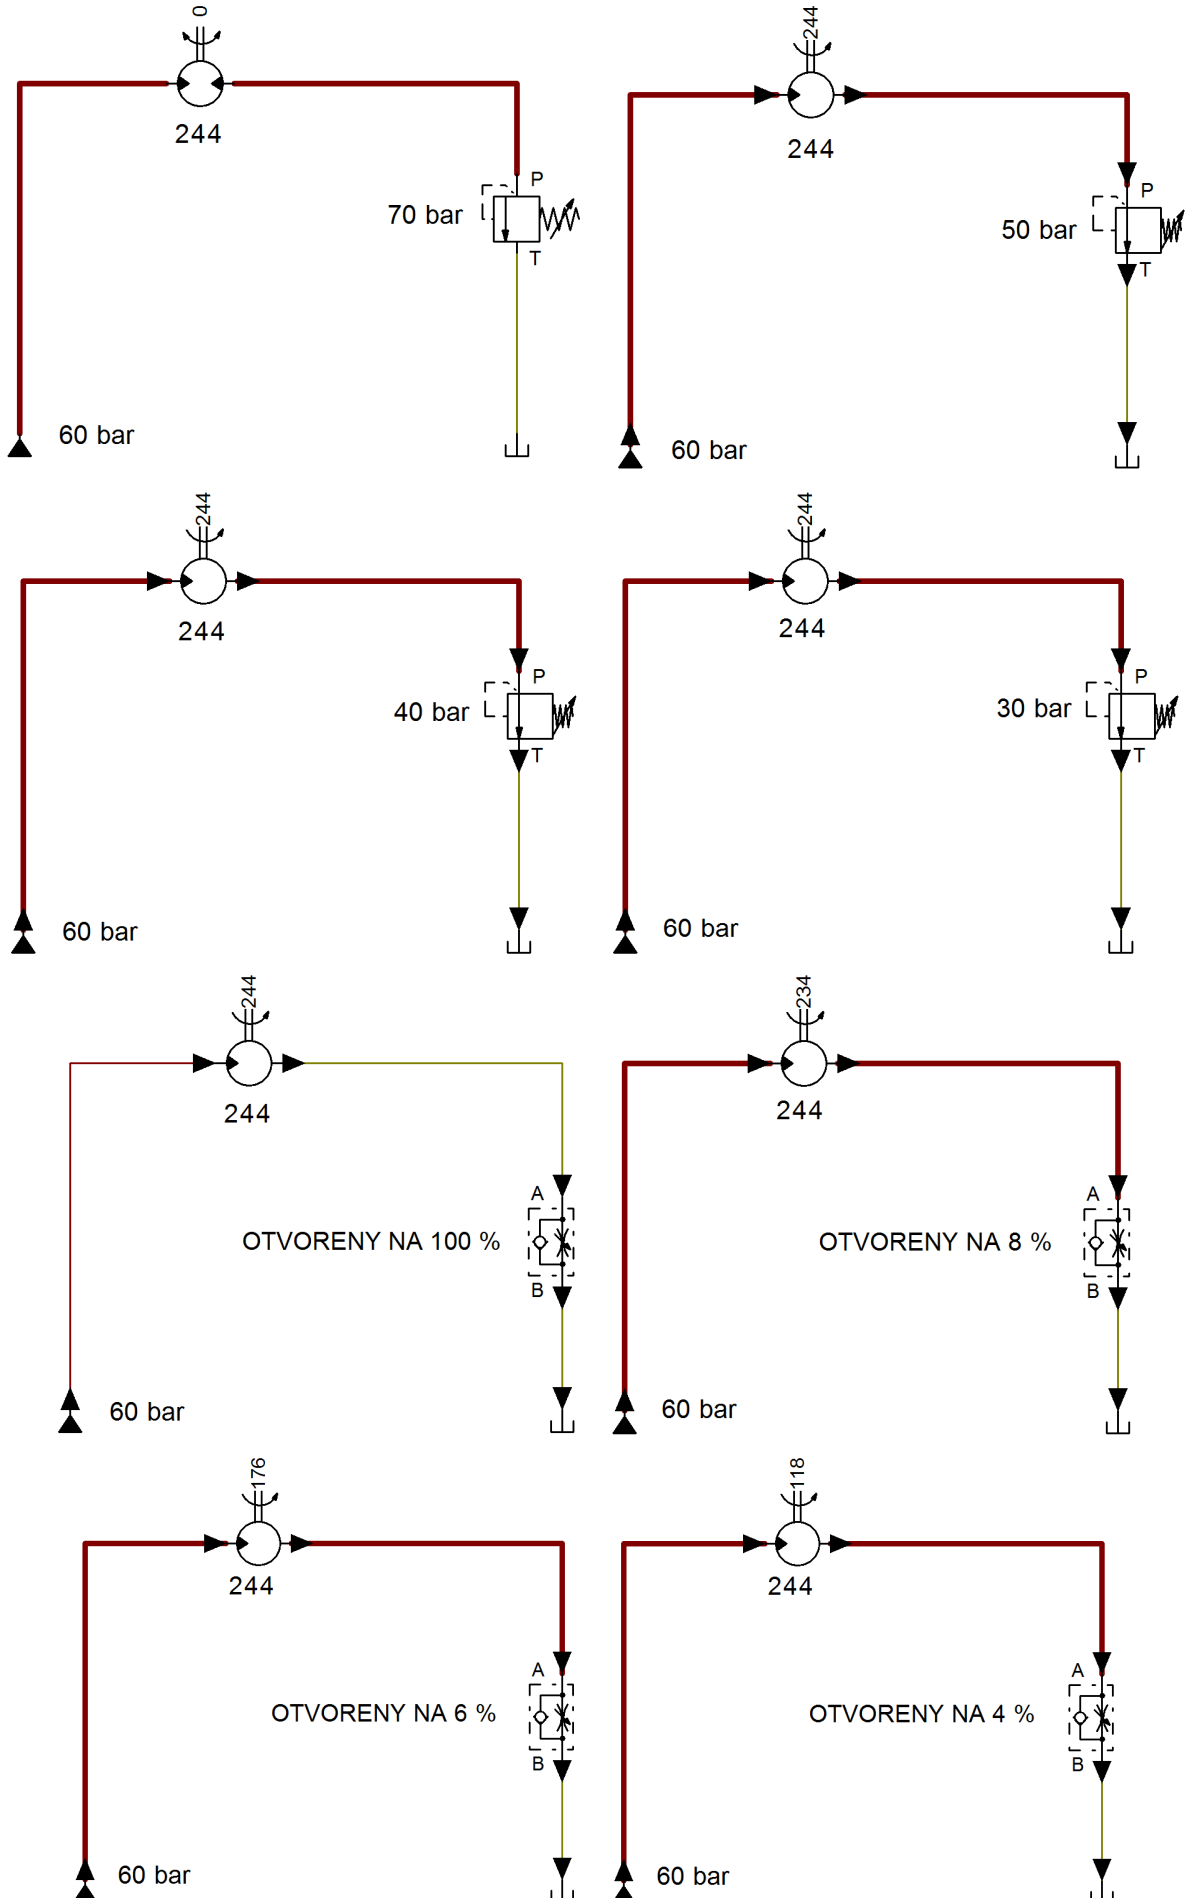 0
244
P
70 bar
T
60 bar
244
244
P
50 bar
T
60 bar
244
244
P
40 bar
T
60 bar
244
244
P
30 bar
T
60 bar
244
244
A
OTVORENY NA 100 %
B
60 bar
234
244
A
OTVORENY NA 8 %
B
60 bar
176
244
A
OTVORENY NA 6 %
B
60 bar
118
244
A
OTVORENY NA 4 %
B
60 bar